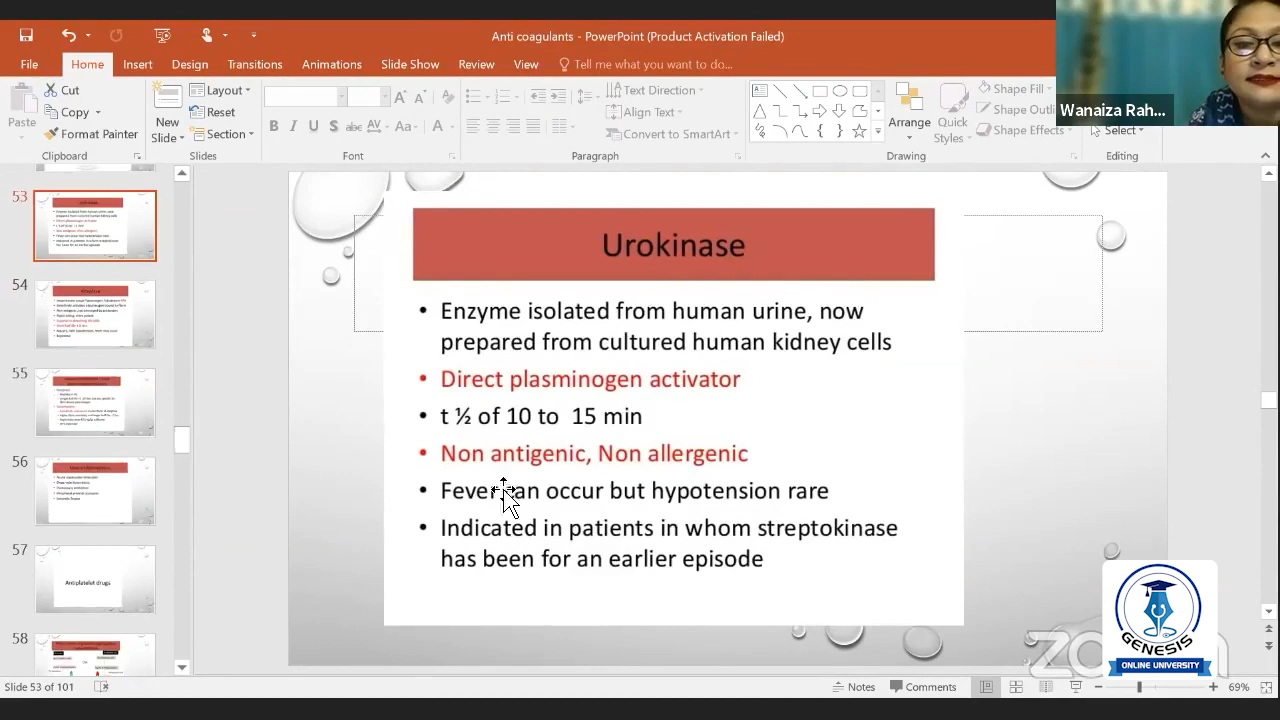 Anti coagulants - PowerPoint (Product Activation Failed)
Wanaiza Rah...
File Home Insert Design Transitions Animations Slide Show Review View Tell me what you want to do...
Paste
Cut
Copy
Format Painter
Clipboard
New Slide
Layout
Reset
Section
Slides
B I U S abc AV Aa A
Font
Text Direction
Align Text
Convert to SmartArt
Paragraph
Arrange
Quick Styles
Shape Fill
Shape Outli
Shape Effects
Drawing
Select
Editing
53
54
55
56
57
Antiplatelet drugs
58
Urokinase
• Enzyme isolated from human urine, now
prepared from cultured human kidney cells
• Direct plasminogen activator
• t ½ of 10 to 15 min
• Non antigenic, Non allergenic
• Fever can occur but hypotension rare
• Indicated in patients in whom streptokinase
has been for an earlier episode
zoom
GENESIS
ONLINE UNIVERSITY
Slide 53 of 101
Notes
Comments
69%